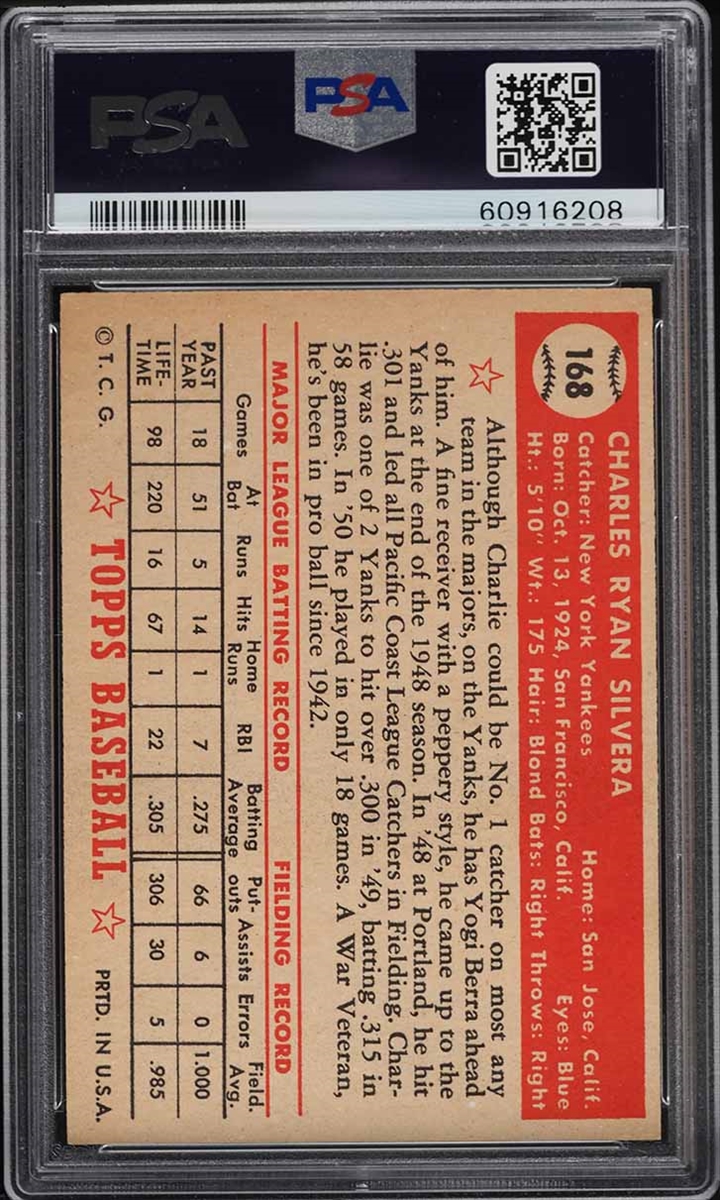 PSA
PSA
60916208
168
CHARLES RYAN SILVERA
Catcher: New York Yankees Home: San Jose, Calif.
Born: Oct. 13, 1924, San Francisco, Calif. Eyes: Blue
Ht.: 5'10" Wt.: 175 Hair: Blond Bats: Right Throws: Right
Although Charlie could be No. 1 catcher on most any
team in the majors, on the Yanks, he has Yogi Berra ahead
of him. A fine receiver with a peppery style, he came up to the
Yanks at the end of the 1948 season. In '48 at Portland, he hit
.301 and led all Pacific Coast League Catchers in Fielding. Char-
lie was one of 2 Yanks to hit over .300 in '49, batting .315 in
58 games. In '50 he played in only 18 games. A War Veteran,
he's been in pro ball since 1942.
MAJOR LEAGUE BATTING RECORD FIELDING RECORD
Games At Bat Runs Hits Home Runs RBI Batting Average Put-outs Assists Errors Field. Avg.
PAST YEAR 18 51 5 14 1 7 .275 66 6 0 1.000
LIFE-TIME 98 220 16 67 1 22 .305 306 30 5 .985
© T. C. G. TOPPS BASEBALL PRTD. IN U.S.A.